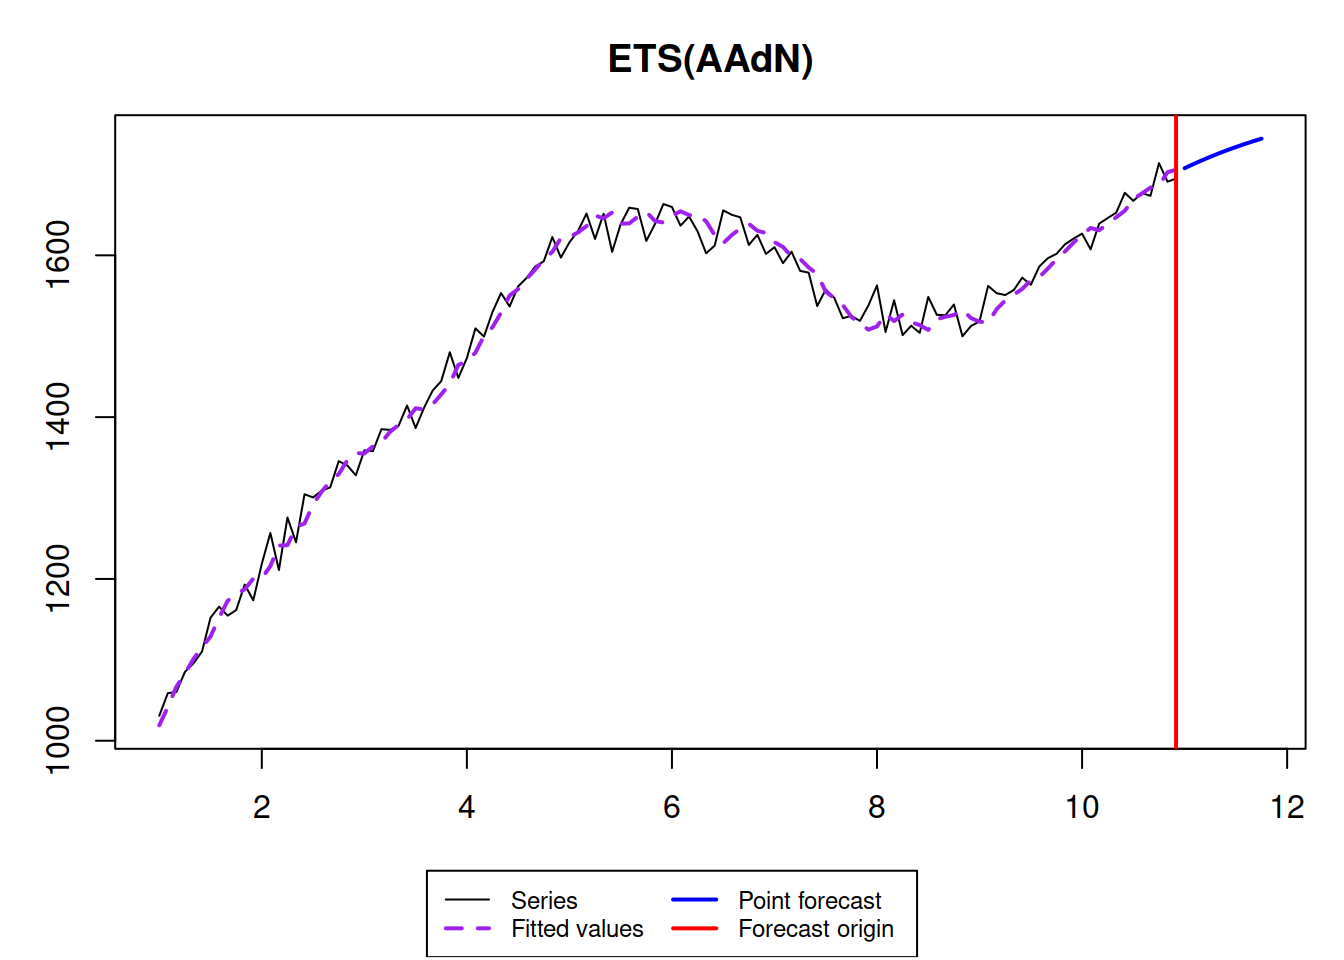 ETS(AAdN)
1600
1400
1200
1000
2 4 6 8 10 12
Series Point forecast
Fitted values Forecast origin